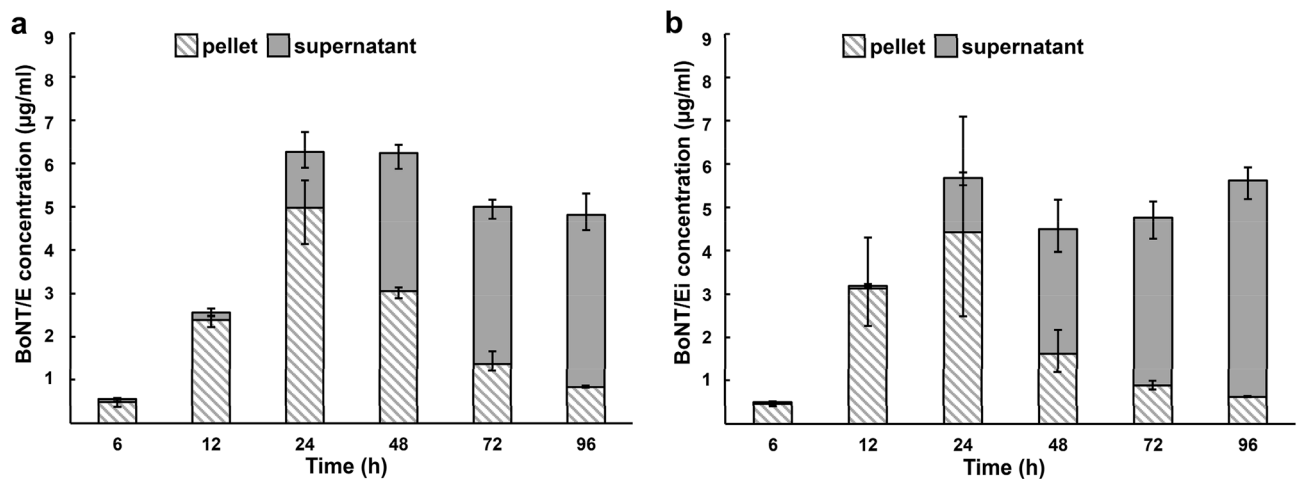 a
pellet supernatant
BoNT/E concentration (µg/ml)
9
8
7
6
5
4
3
2
1
6 12 24 48 72 96
Time (h)
b
pellet supernatant
BoNT/Ei concentration (µg/ml)
9
8
7
6
5
4
3
2
1
6 12 24 48 72 96
Time (h)